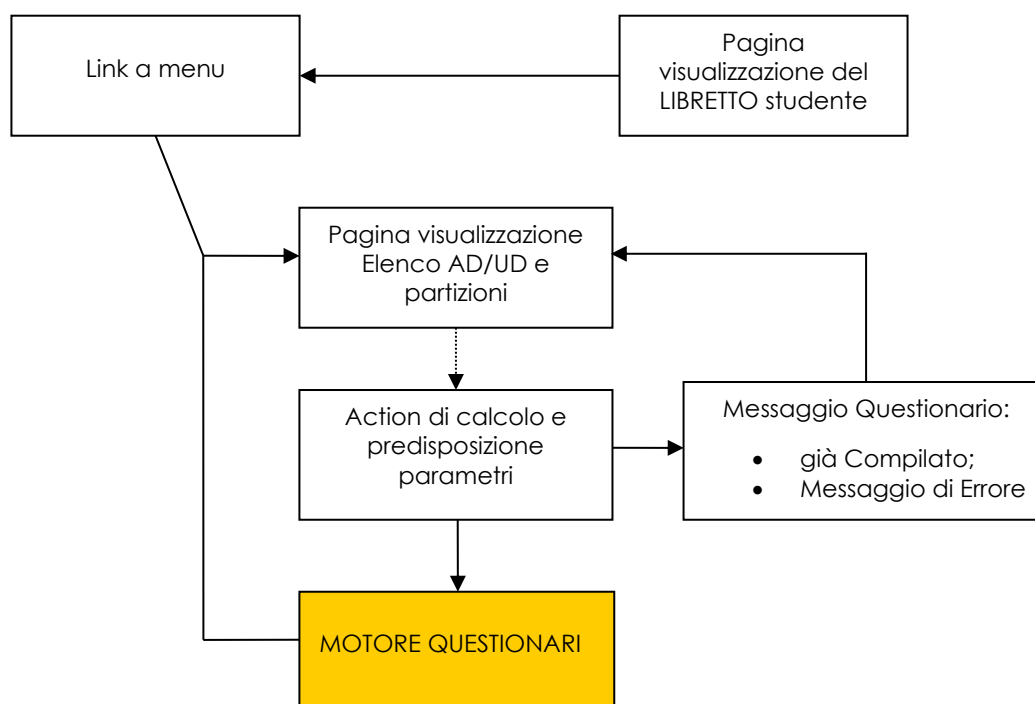 Link a menu
Pagina
visualizzazione del
LIBRETTO studente
Pagina visualizzazione
Elenco AD/UD e
partizioni
Action di calcolo e
predisposizione
parametri
Messaggio Questionario:
• già Compilato;
• Messaggio di Errore
MOTORE QUESTIONARI